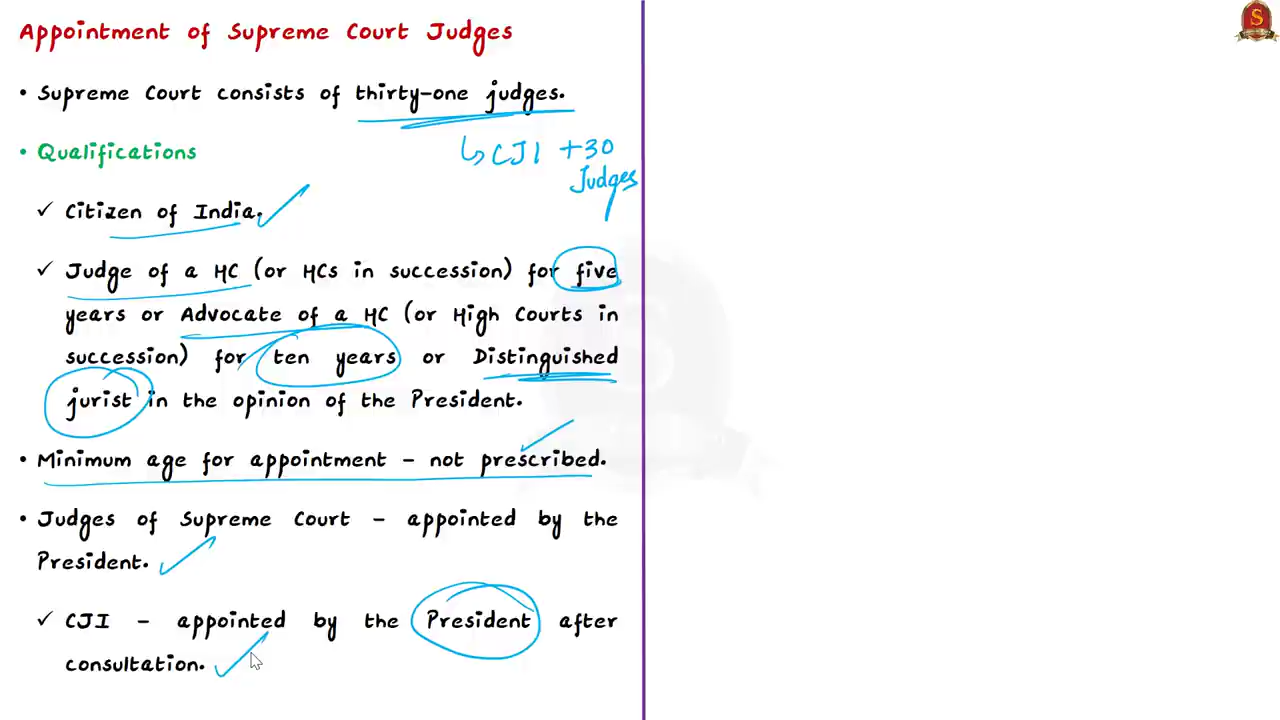 Appointment of Supreme Court Judges
• Supreme Court consists of thirty-one judges.
• Qualifications
↳ CJI +30
Judges
✓ Citizen of India.
✓ Judge of a HC (or HCs in succession) for five
years or Advocate of a HC (or High Courts in
succession) for ten years or Distinguished
jurist in the opinion of the President.
• Minimum age for appointment – not prescribed.
• Judges of Supreme Court – appointed by the
President.
✓ CJI – appointed by the President after
consultation.
S